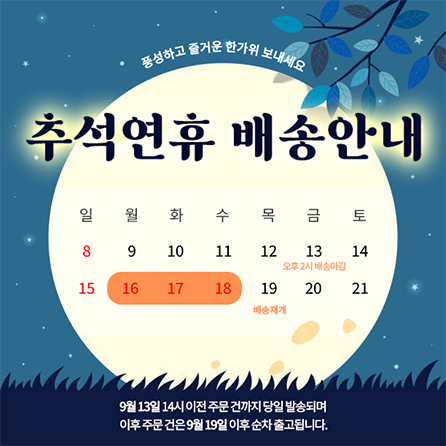 풍성하고 즐거운 한가위 보내세요
추석연휴 배송안내
일 월 화 수 목 금 토
8 9 10 11 12 13 14
오후 2시 배송마감
15 16 17 18 19 20 21
배송재개
9월 13일 14시 이전 주문 건까지 당일 발송되며
이후 주문 건은 9월 19일 이후 순차 출고됩니다.